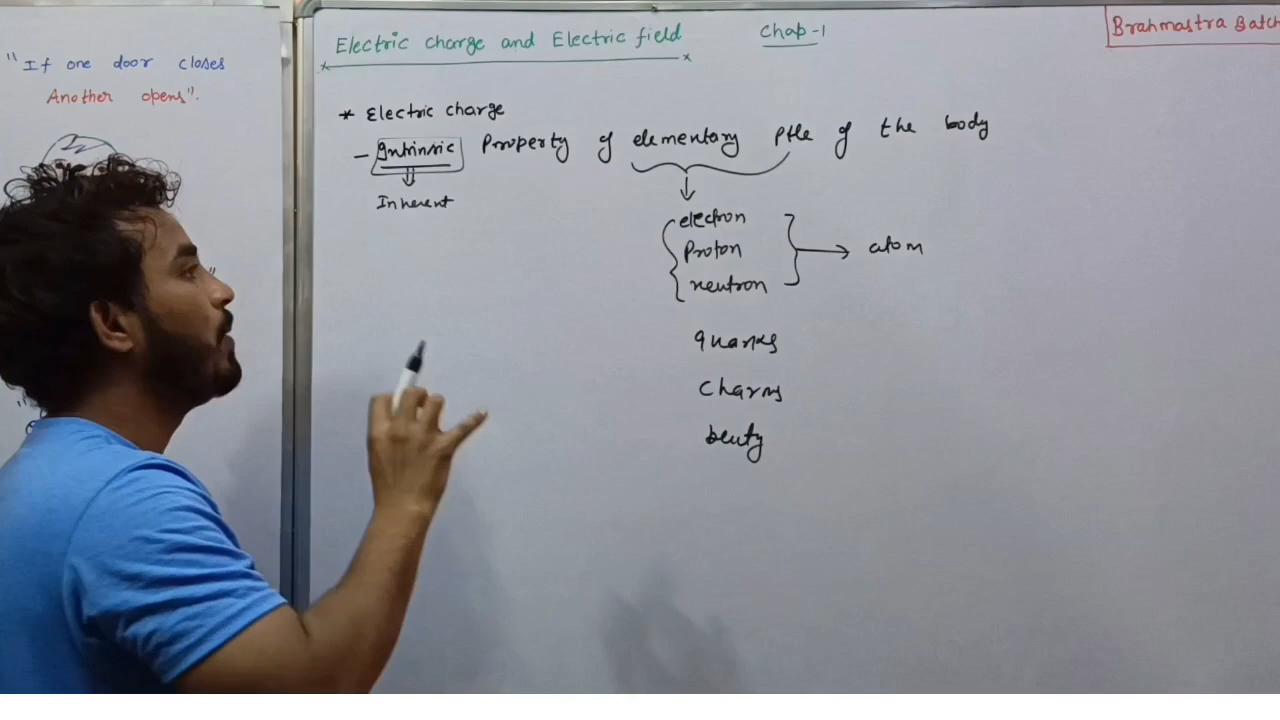 "If one door closes
Another opens".
Electric charge and Electric field
Chap-1
Brahmastra Batch
* Electric charge
- Intrinsic Property of elementary ptle of the body
Inherent
electron
Proton
neutron
atom
quarks
Charms
beuty